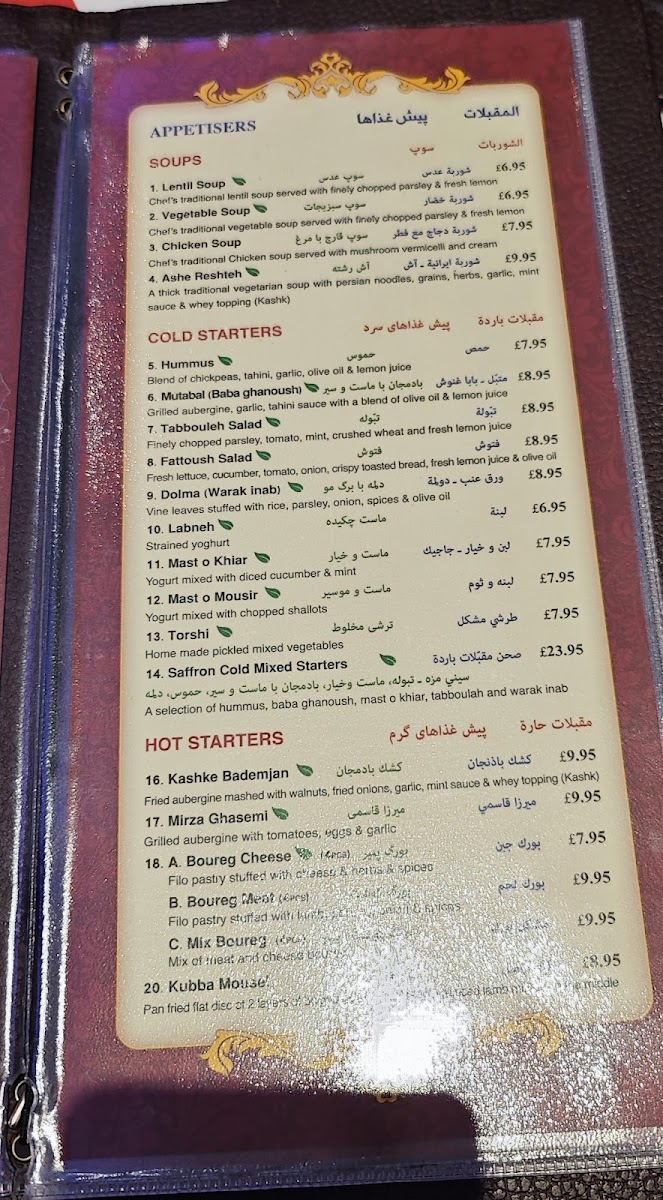 APPETISERS پیش غذاها المقبلات
SOUPS سوپ الشوربات
1. Lentil Soup سوپ عدس شوربة عدس £6.95
Chef's traditional lentil soup served with finely chopped parsley & fresh lemon
2. Vegetable Soup سوپ سبزیجات شوربة خضار £6.95
Chef's traditional vegetable soup served with finely chopped parsley & fresh lemon
3. Chicken Soup سوپ قارچ با مرغ شوربة دجاج مع فطر £7.95
Chef's traditional Chicken soup served with mushroom vermicelli and cream
4. Ashe Reshteh آش رشته شوربة ايرانية - آش £9.95
A thick traditional vegetarian soup with persian noodles, grains, herbs, garlic, mint
sauce & whey topping (Kashk)
COLD STARTERS پیش غذاهای سرد مقبلات باردة
5. Hummus حموس حمص £7.95
Blend of chickpeas, tahini, garlic, olive oil & lemon juice
6. Mutabal (Baba ghanoush) بادمجان با ماست و سیر متبّل - بابا غنوش £8.95
Grilled aubergine, garlic, tahini sauce with a blend of olive oil & lemon juice
7. Tabbouleh Salad تبّوله تبّولة £8.95
Finely chopped parsley, tomato, mint, crushed wheat and fresh lemon juice
8. Fattoush Salad فتوش فتوش £8.95
Fresh lettuce, cucumber, tomato, onion, crispy toasted bread, fresh lemon juice & olive oil
9. Dolma (Warak inab) دلمه با برگ مو ورق عنب - دولمة £8.95
Vine leaves stuffed with rice, parsley, onion, spices & olive oil
10. Labneh ماست چکیده لبنة £6.95
Strained yoghurt
11. Mast o Khiar ماست و خیار لبن و خيار - جاجيك £7.95
Yogurt mixed with diced cucumber & mint
12. Mast o Mousir ماست و موسیر لبنه و ثوم £7.95
Yogurt mixed with chopped shallots
13. Torshi ترشی مخلوط طرشي مشكل £7.95
Home made pickled mixed vegetables
14. Saffron Cold Mixed Starters صحن مقبّلات باردة £23.95
سینی مزه - تبوله، ماست وخیار، بادمجان با ماست و سیر، حموس، دلمه
A selection of hummus, baba ghanoush, mast o khiar, tabboulah and warak inab
HOT STARTERS پیش غذاهای گرم مقبلات حارة
16. Kashke Bademjan کشک بادمجان كشك باذنجان £9.95
Fried aubergine mashed with walnuts, fried onions, garlic, mint sauce & whey topping (Kashk)
17. Mirza Ghasemi میرزا قاسمی ميرزا قاسمي £9.95
Grilled aubergine with tomatoes, eggs & garlic
18. A. Boureg Cheese (4pcs) بورگ پنیر بورك جبن £7.95
Filo pastry stuffed with cheese & herbs & spices
B. Boureg Meat (4pcs) بورك لحم £9.95
Filo pastry stuffed with
C. Mix Boureg £9.95
Mix of meat and cheese
20. Kubba Mousel £8.95
Pan fried flat disc of 2 layers of lamb middle